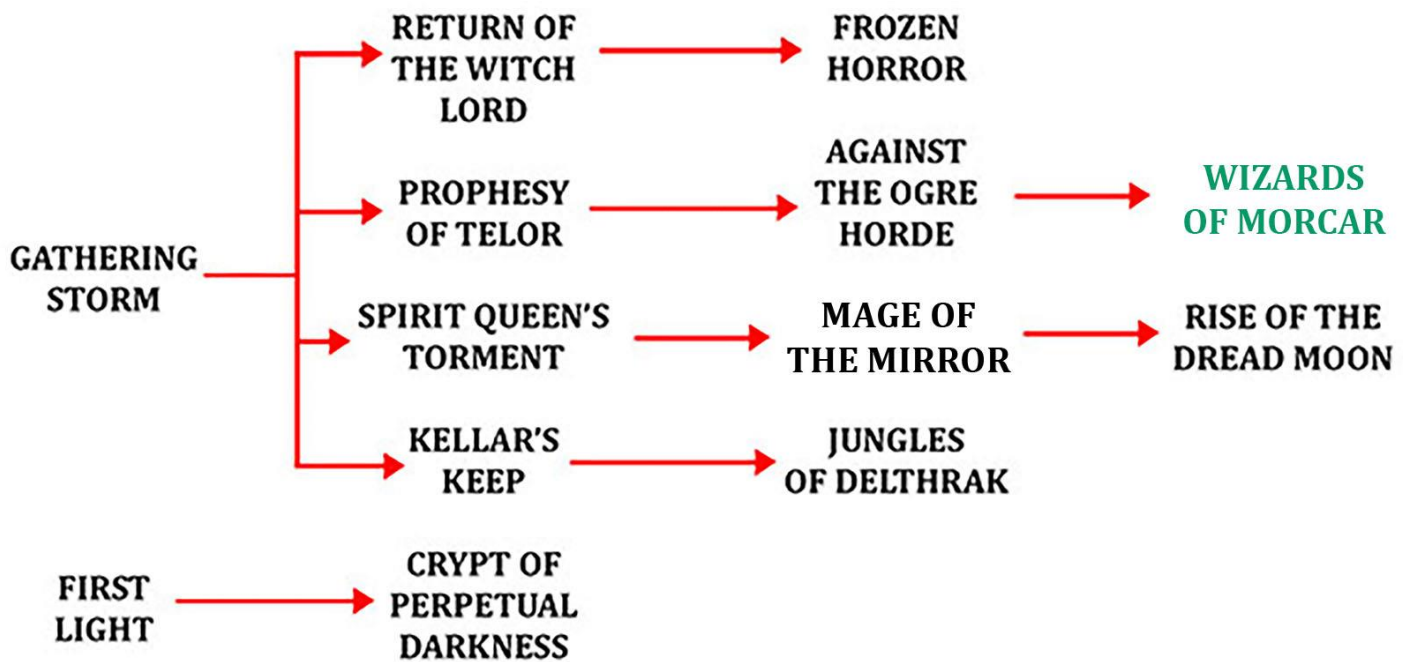 RETURN OF
THE WITCH
LORD
FROZEN
HORROR
PROPHESY
OF TELOR
AGAINST
THE OGRE
HORDE
WIZARDS
OF MORCAR
GATHERING
STORM
SPIRIT QUEEN'S
TORMENT
MAGE OF
THE MIRROR
RISE OF THE
DREAD MOON
KELLAR'S
KEEP
JUNGLES
OF DELTHRAK
FIRST
LIGHT
CRYPT OF
PERPETUAL
DARKNESS